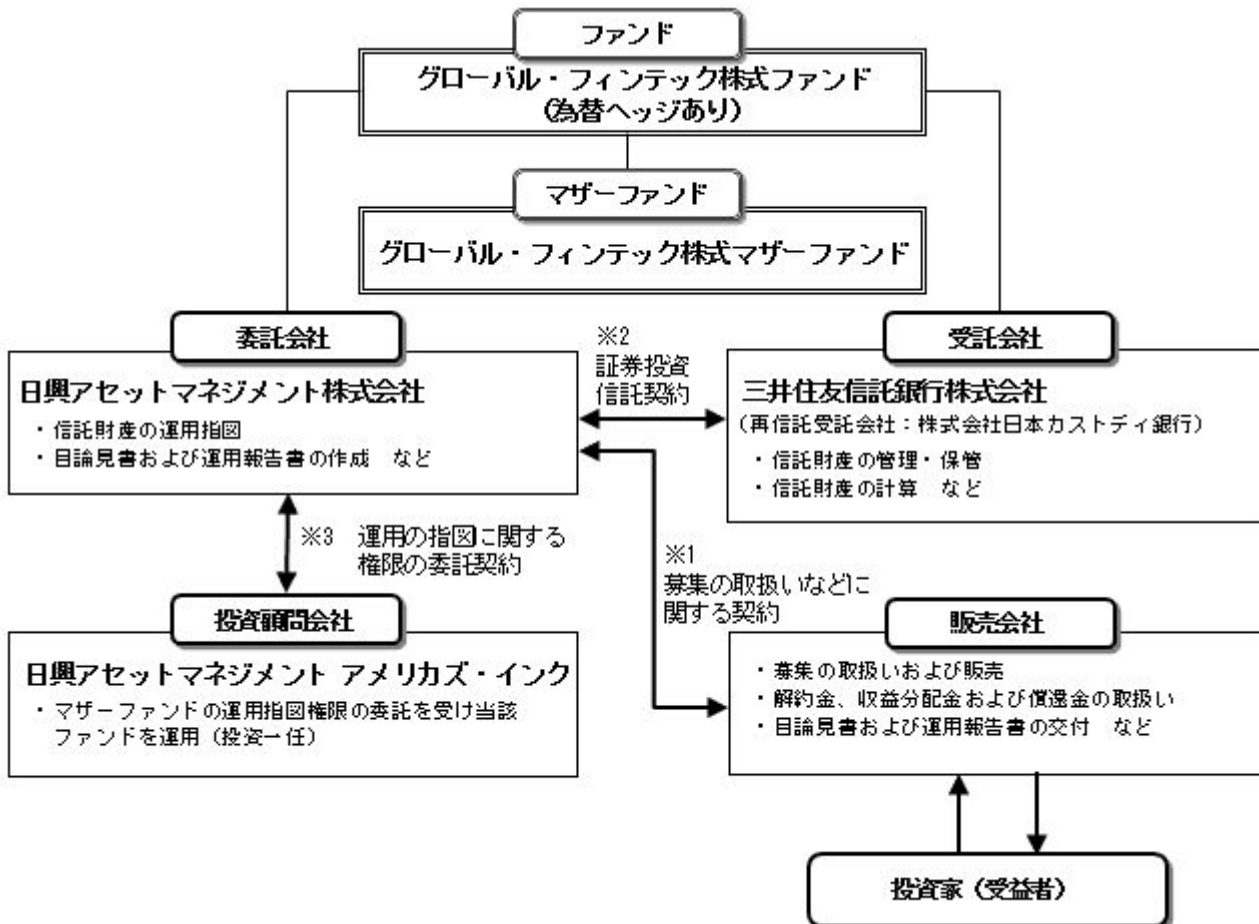 ファンド
グローバル・フィンテック株式ファンド
(為替ヘッジあり)
マザーファンド
グローバル・フィンテック株式マザーファンド
委託会社
日興アセットマネジメント株式会社
・信託財産の運用指図
・目論見書および運用報告書の作成　など
※2
証券投資
信託契約
受託会社
三井住友信託銀行株式会社
(再信託受託会社：株式会社日本カストディ銀行)
・信託財産の管理・保管
・信託財産の計算　など
※3　運用の指図に関する
権限の委託契約
※1
募集の取扱いなどに
関する契約
投資顧問会社
日興アセットマネジメント アメリカズ・インク
・マザーファンドの運用指図権限の委託を受け当該
ファンドを運用（投資一任）
販売会社
・募集の取扱いおよび販売
・解約金、収益分配金および償還金の取扱い
・目論見書および運用報告書の交付　など
投資家（受益者）